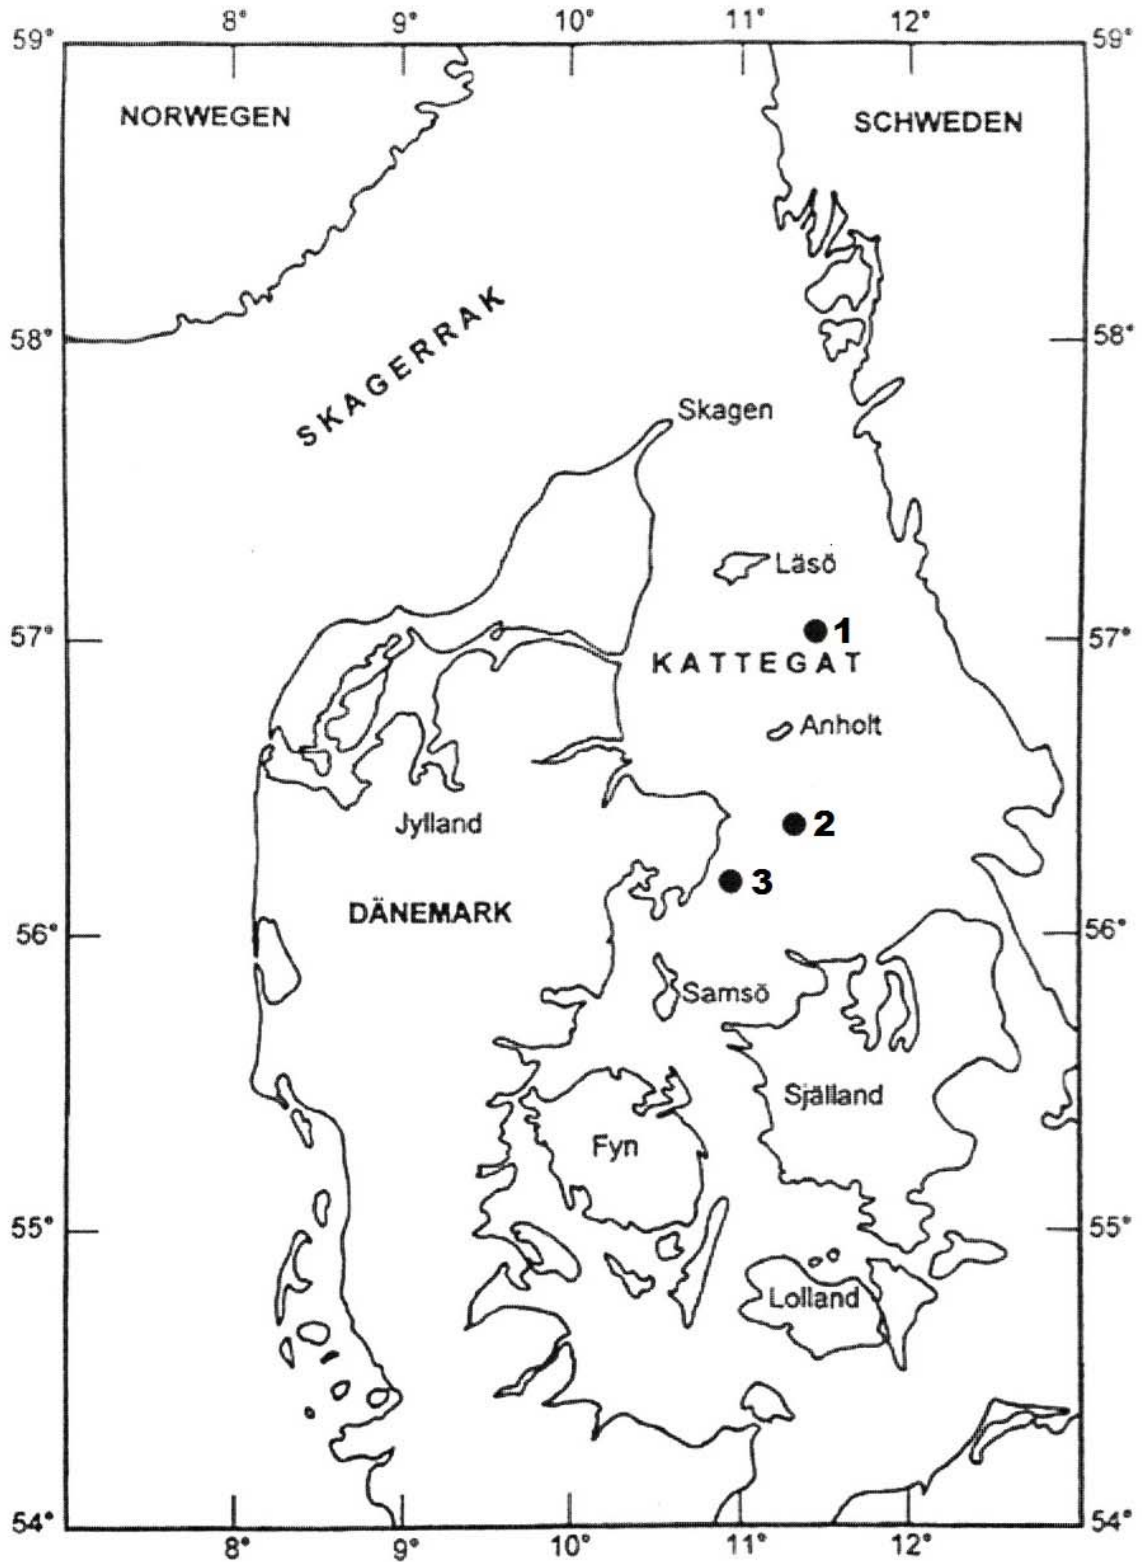 8° 9° 10° 11° 12°
59° 59°
NORWEGEN SCHWEDEN
SKAGERRAK
58° 58°
Skagen
Läsö
1
57° 57°
KATTEGAT
Anholt
Jylland 2
3
DÄNEMARK
56° 56°
Samsö
Själland
Fyn
55° 55°
Lolland
54° 54°
8° 9° 10° 11° 12°